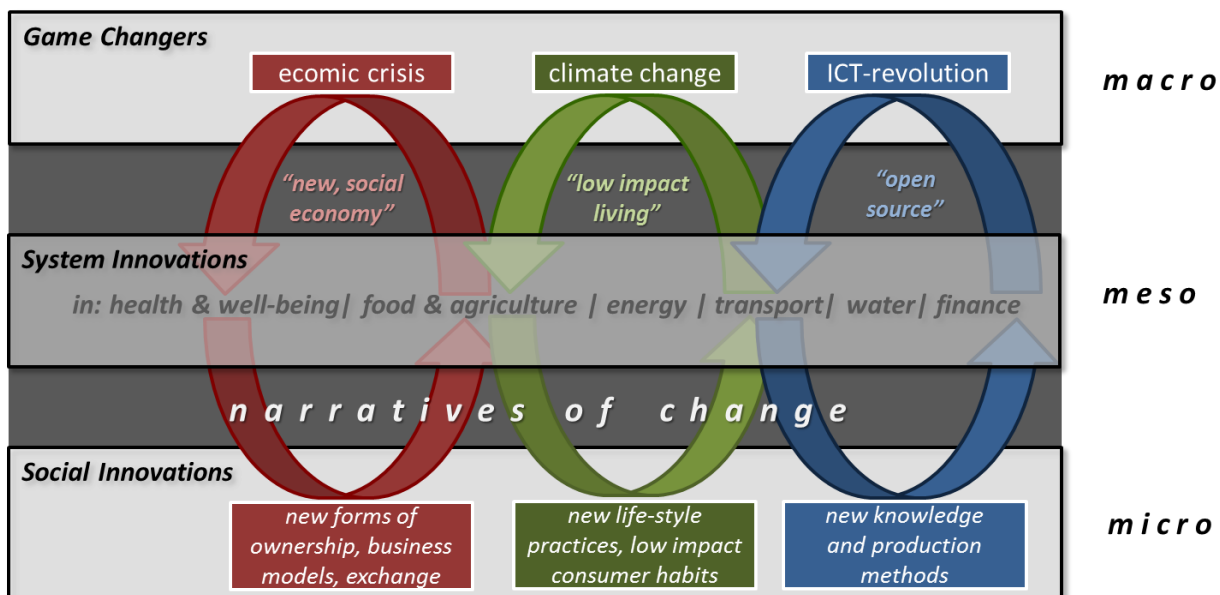 Game Changers
ecomic crisis
climate change
ICT-revolution
macro
“new, social
economy”
“low impact
living”
“open
source”
System Innovations
in: health & well-being| food & agriculture | energy | transport| water| finance
meso
narratives of change
Social Innovations
new forms of
ownership, business
models, exchange
new life-style
practices, low impact
consumer habits
new knowledge
and production
methods
micro